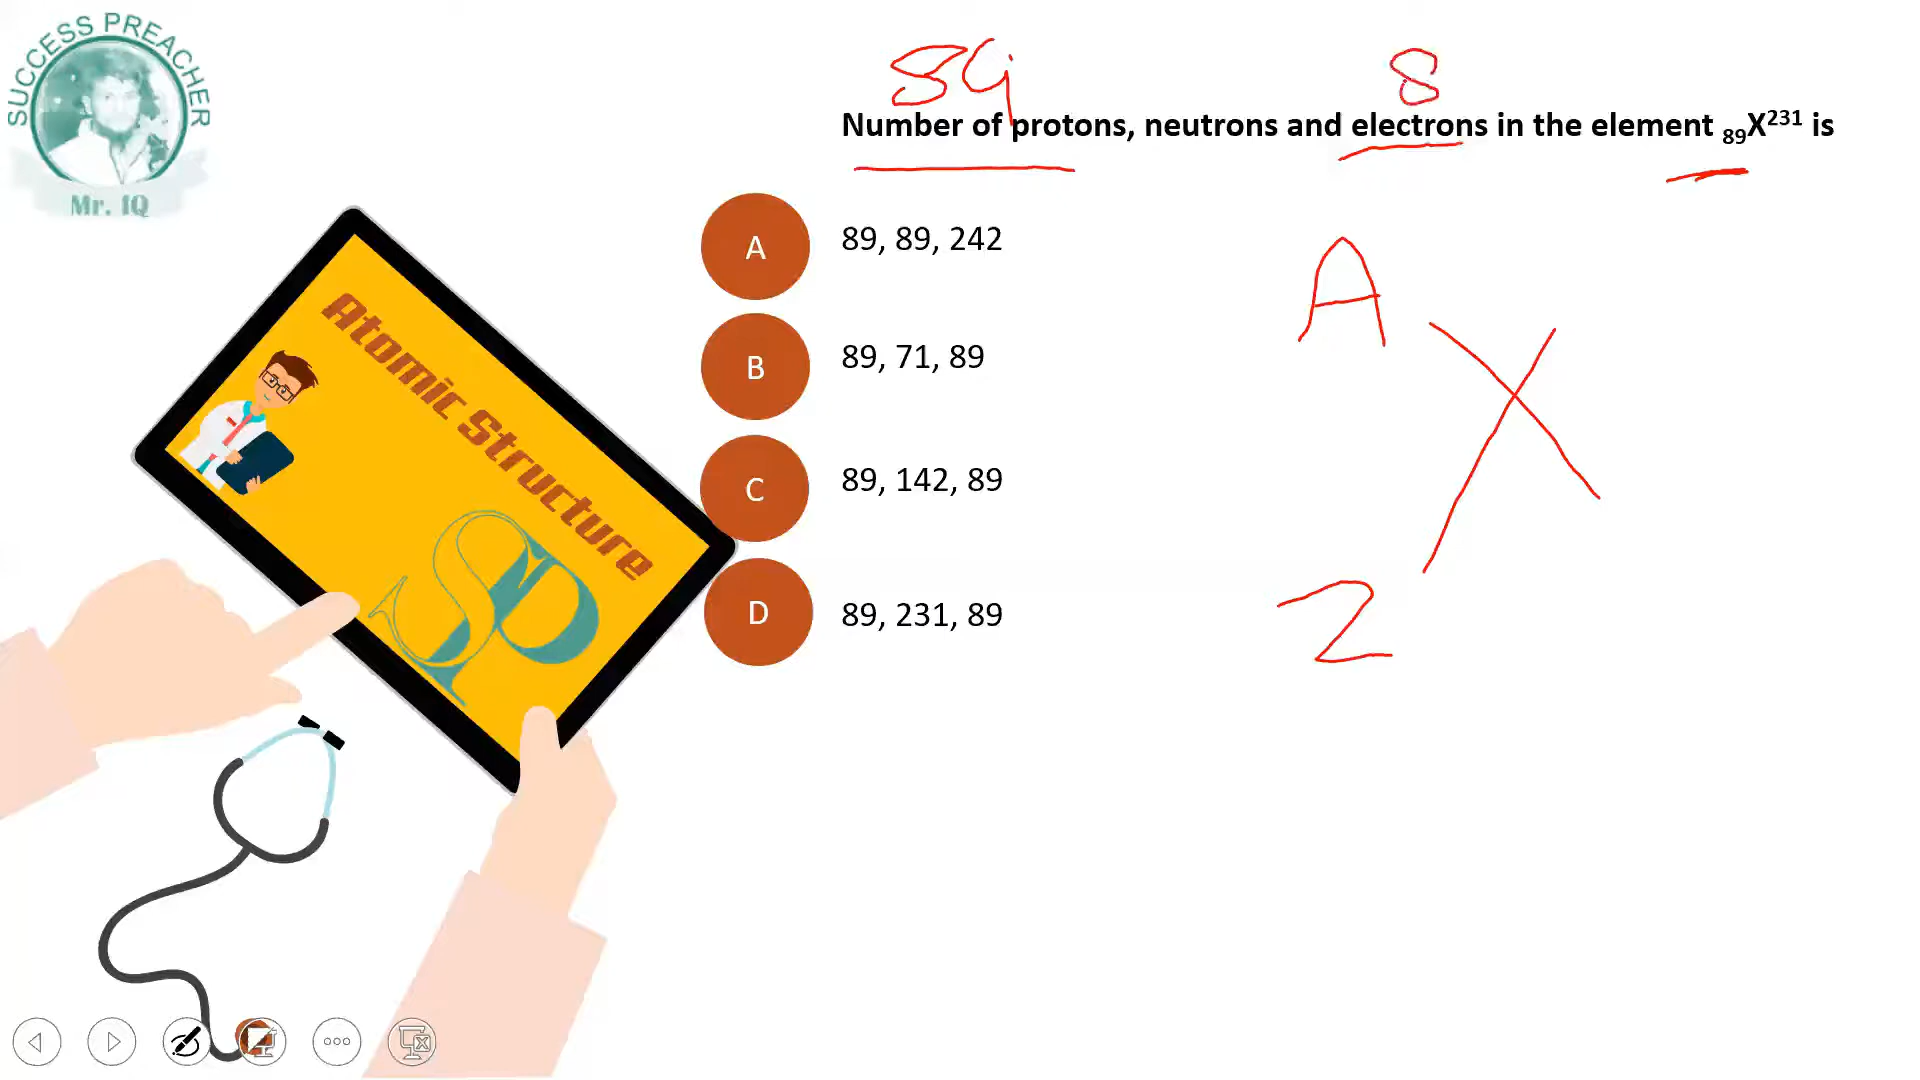 SUCCESS PREACHER
Mr. IQ
89
8
Number of protons, neutrons and electrons in the element ₈₉X²³¹ is
A
89, 89, 242
B
89, 71, 89
C
89, 142, 89
D
89, 231, 89
A
X
Z
Atomic Structure
SP